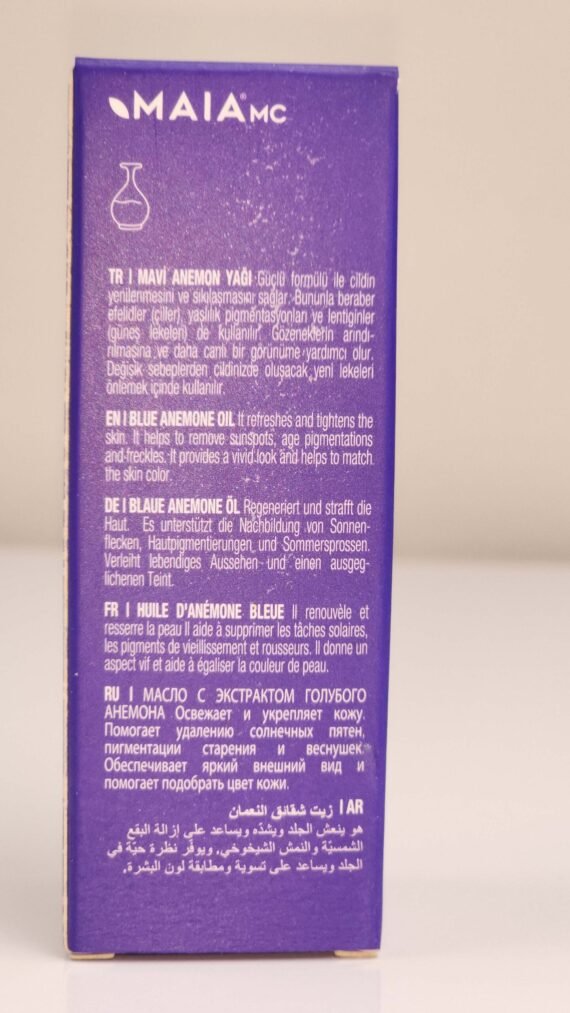 MAIA® MC
TR I MAVİ ANEMON YAĞI Güçlü formülü ile cildin
yenilenmesini ve sıkılaşmasını sağlar. Bununla beraber
efelidler (çiller), yaşlılık pigmentasyonları ve lentiginler
(güneş lekeleri) de kullanılır. Gözeneklerin arındı-
rılmasına ve daha canlı bir görünüme yardımcı olur.
Değişik sebeplerden cildinizde oluşacak yeni lekeleri
önlemek içinde kullanılır.
EN I BLUE ANEMONE OIL It refreshes and tightens the
skin. It helps to remove sunspots, age pigmentations
and freckles. It provides a vivid look and helps to match
the skin color.
DE I BLAUE ANEMONE ÖL Regeneriert und strafft die
Haut. Es unterstützt die Nachbildung von Sonnen-
flecken, Hautpigmentierungen und Sommersprossen.
Verleiht lebendiges Aussehen und einen ausgeg-
lichenen Teint.
FR I HUILE D'ANÉMONE BLEUE Il renouvèle et
resserre la peau Il aide à supprimer les tâches solaires,
les pigments de vieillissement et rousseurs. Il donne un
aspect vif et aide à égaliser la couleur de peau.
RU I МАСЛО С ЭКСТРАКТОМ ГОЛУБОГО
АНЕМОНА Освежает и укрепляет кожу.
Помогает удалению солнечных пятен,
пигментации старения и веснушек.
Обеспечивает яркий внешний вид и
помогает подобрать цвет кожи.
AR I زيت شقائق النعمان
هو ينعش الجلد ويشدّه ويساعد على إزالة البقع
الشمسيّة والنمش الشيخوخي. ويوفّر نظرة حيّة في
الجلد ويساعد على تسوية ومطابقة لون البشرة.